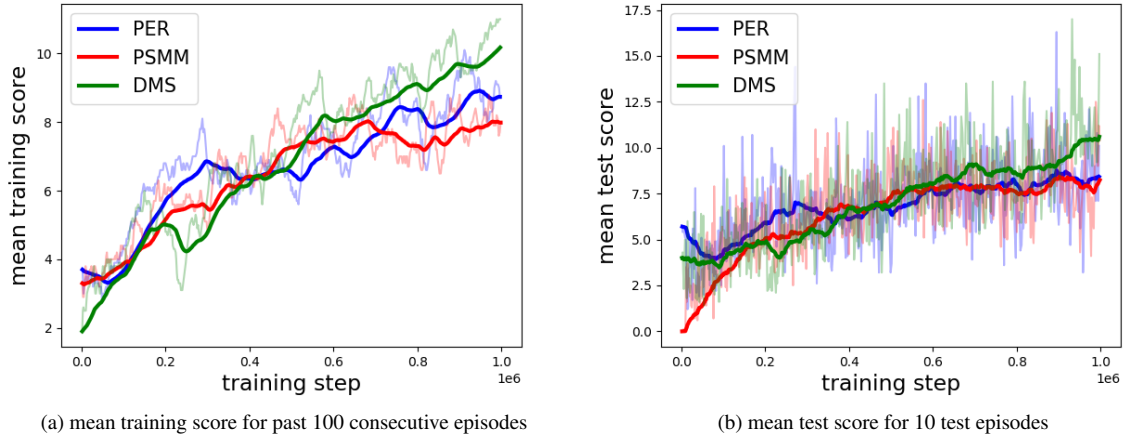 PER
PSMM
DMS
mean training score
10
8
6
4
2
0.0
0.2
0.4
0.6
0.8
1.0
1e6
training step
(a) mean training score for past 100 consecutive episodes
PER
PSMM
DMS
mean test score
17.5
15.0
12.5
10.0
7.5
5.0
2.5
0.0
0.0
0.2
0.4
0.6
0.8
1.0
1e6
training step
(b) mean test score for 10 test episodes